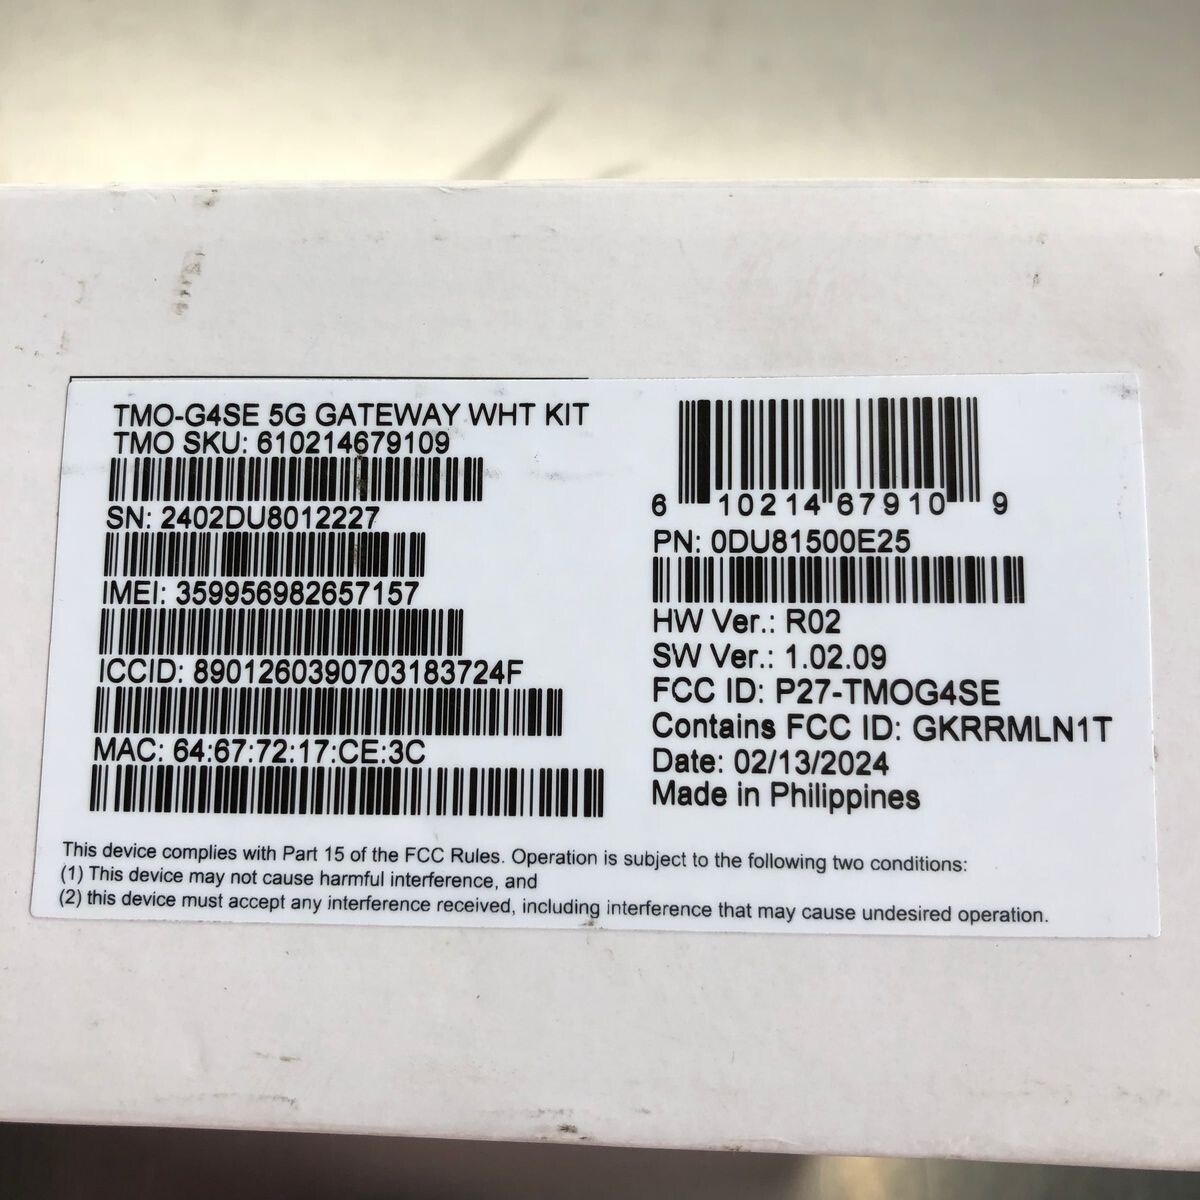 TMO-G4SE 5G GATEWAY WHT KIT
TMO SKU: 610214679109
SN: 2402DU8012227
IMEI: 359956982657157
ICCID: 8901260390703183724F
MAC: 64:67:72:17:CE:3C
6 10214 67910 9
PN: 0DU81500E25
HW Ver.: R02
SW Ver.: 1.02.09
FCC ID: P27-TMOG4SE
Contains FCC ID: GKRRMLN1T
Date: 02/13/2024
Made in Philippines
This device complies with Part 15 of the FCC Rules. Operation is subject to the following two conditions:
(1) This device may not cause harmful interference, and
(2) this device must accept any interference received, including interference that may cause undesired operation.